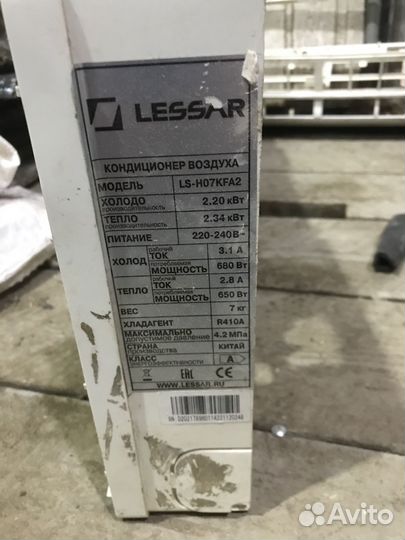 LESSAR
КОНДИЦИОНЕР ВОЗДУХА
МОДЕЛЬ LS-H07KFA2
ХОЛОДО производительность 2.20 кВт
ТЕПЛО производительность 2.34 кВт
ПИТАНИЕ 220-240В~
ХОЛОД рабочий ТОК 3.1 А
потребляемая МОЩНОСТЬ 680 Вт
ТЕПЛО рабочий ТОК 2.8 А
потребляемая МОЩНОСТЬ 650 Вт
ВЕС 7 кг
ХЛАДАГЕНТ R410A
МАКСИМАЛЬНО допустимое давление 4.2 МПа
СТРАНА производства КИТАЙ
КЛАСС энергоэффективности A
CE EAC
WWW.LESSAR.RU
Avito